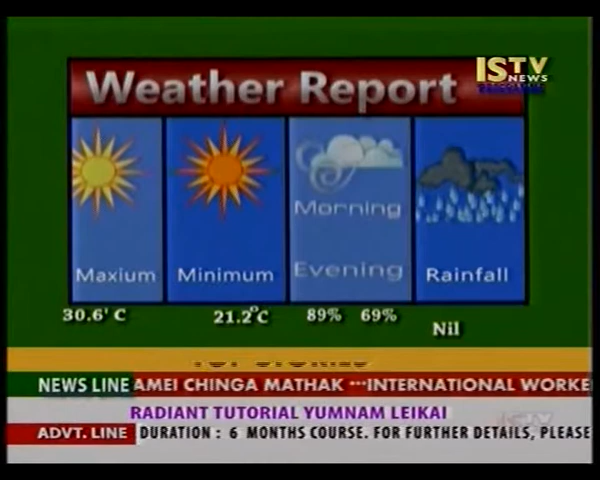 Weather Report
ISTV
NEWS
Maxium
Minimum
Morning
Evening
Rainfall
30.6' C
21.2°C
89% 69%
Nil
NEWS LINE AMEI CHINGA MATHAK ···INTERNATIONAL WORKE
RADIANT TUTORIAL YUMNAM LEIKAI
ADVT. LINE DURATION : 6 MONTHS COURSE. FOR FURTHER DETAILS, PLEASE